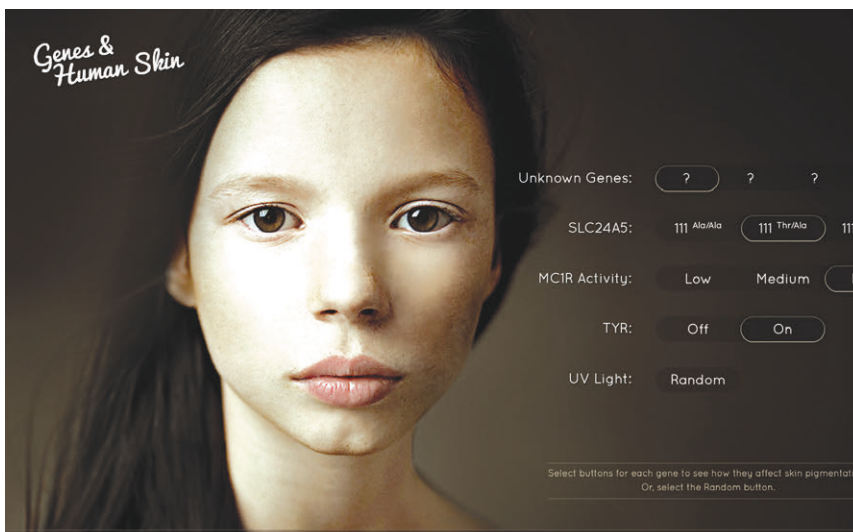 Genes &
Human Skin
Unknown Genes: ? ? ?
SLC24A5: 111 Ala/Ala 111 Thr/Ala 111
MC1R Activity: Low Medium
TYR: Off On
UV Light: Random
Select buttons for each gene to see how they affect skin pigmentati
Or, select the Random button.